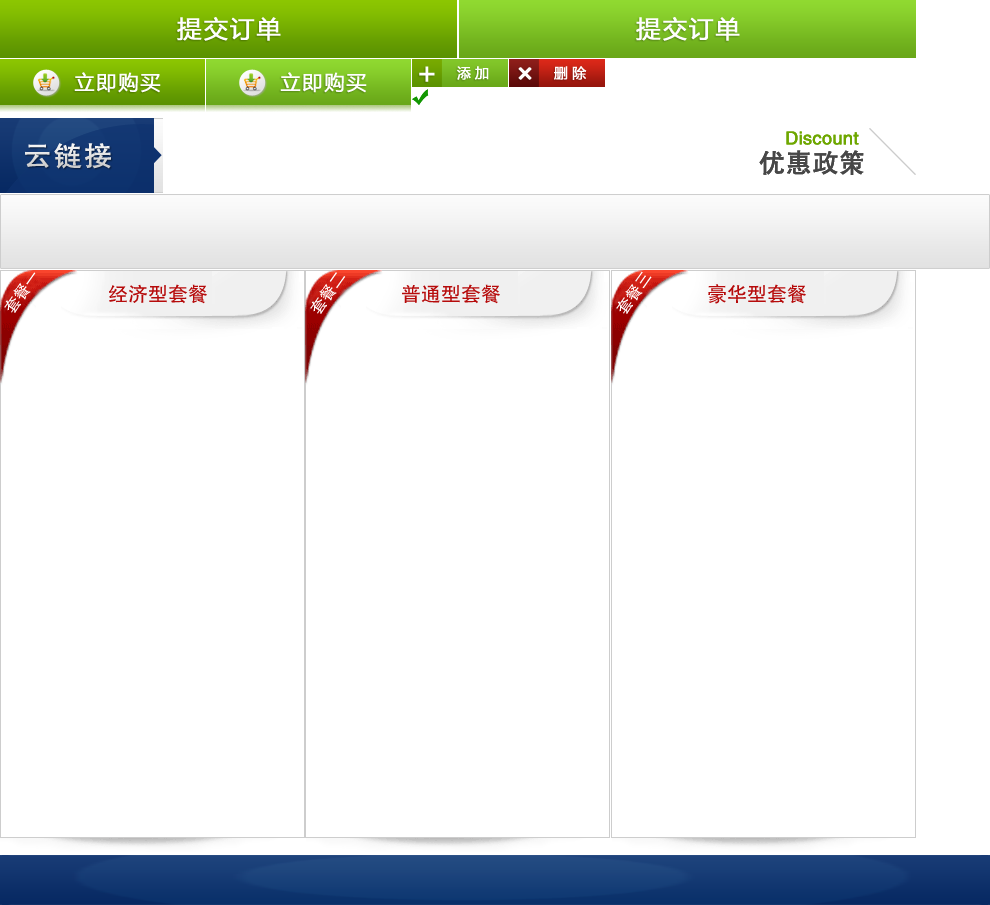 提交订单
提交订单
立即购买
立即购买
添加
删除
云链接
Discount
优惠政策
套餐一
经济型套餐
套餐二
普通型套餐
套餐三
豪华型套餐